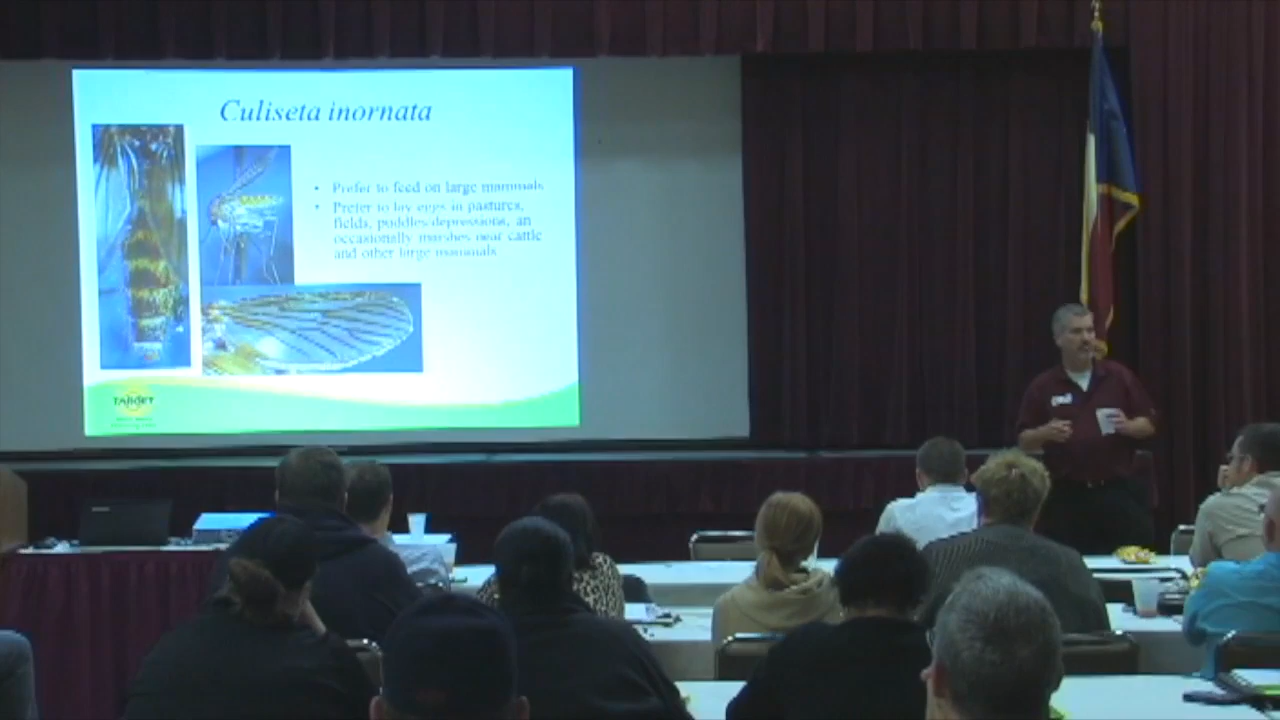 Culiseta inornata
• Prefer to feed on large mammals
• Prefer to lay eggs in pastures,
fields, puddles depressions, an
occasionally marshes near cattle
and other large mammals
TARGET